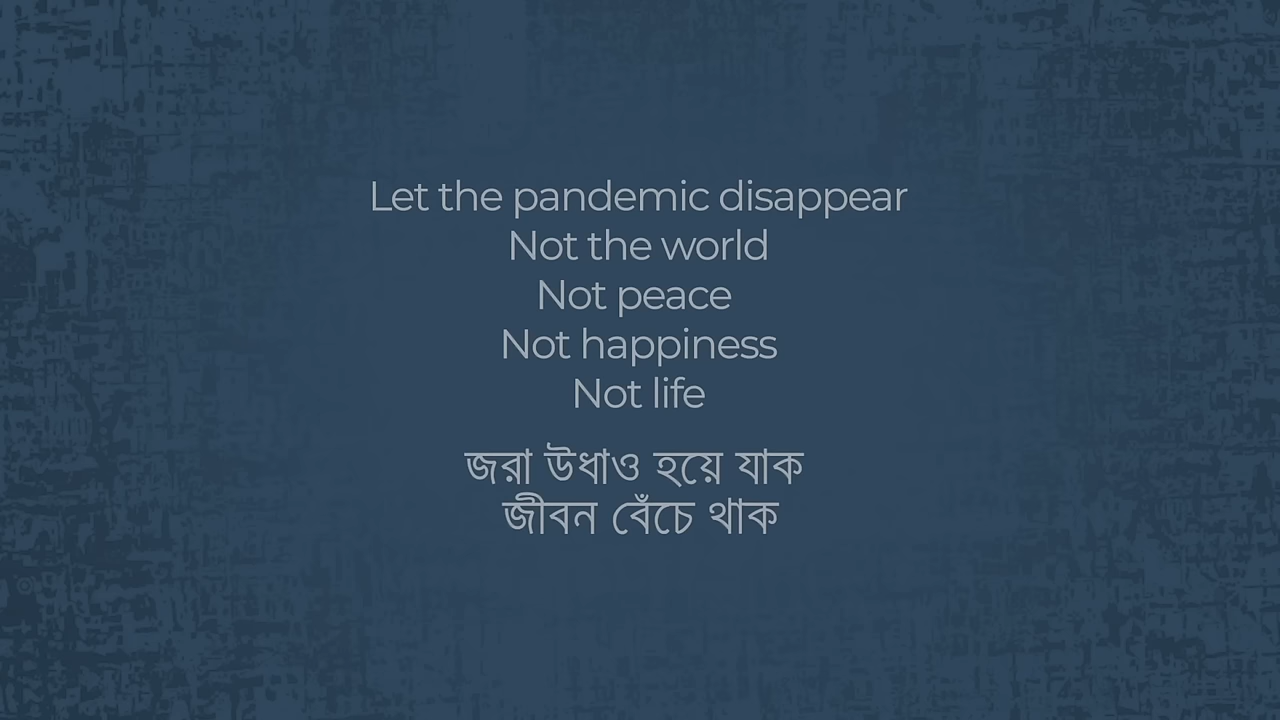 Let the pandemic disappear
Not the world
Not peace
Not happiness
Not life
জরা উধাও হয়ে যাক
জীবন বেঁচে থাক